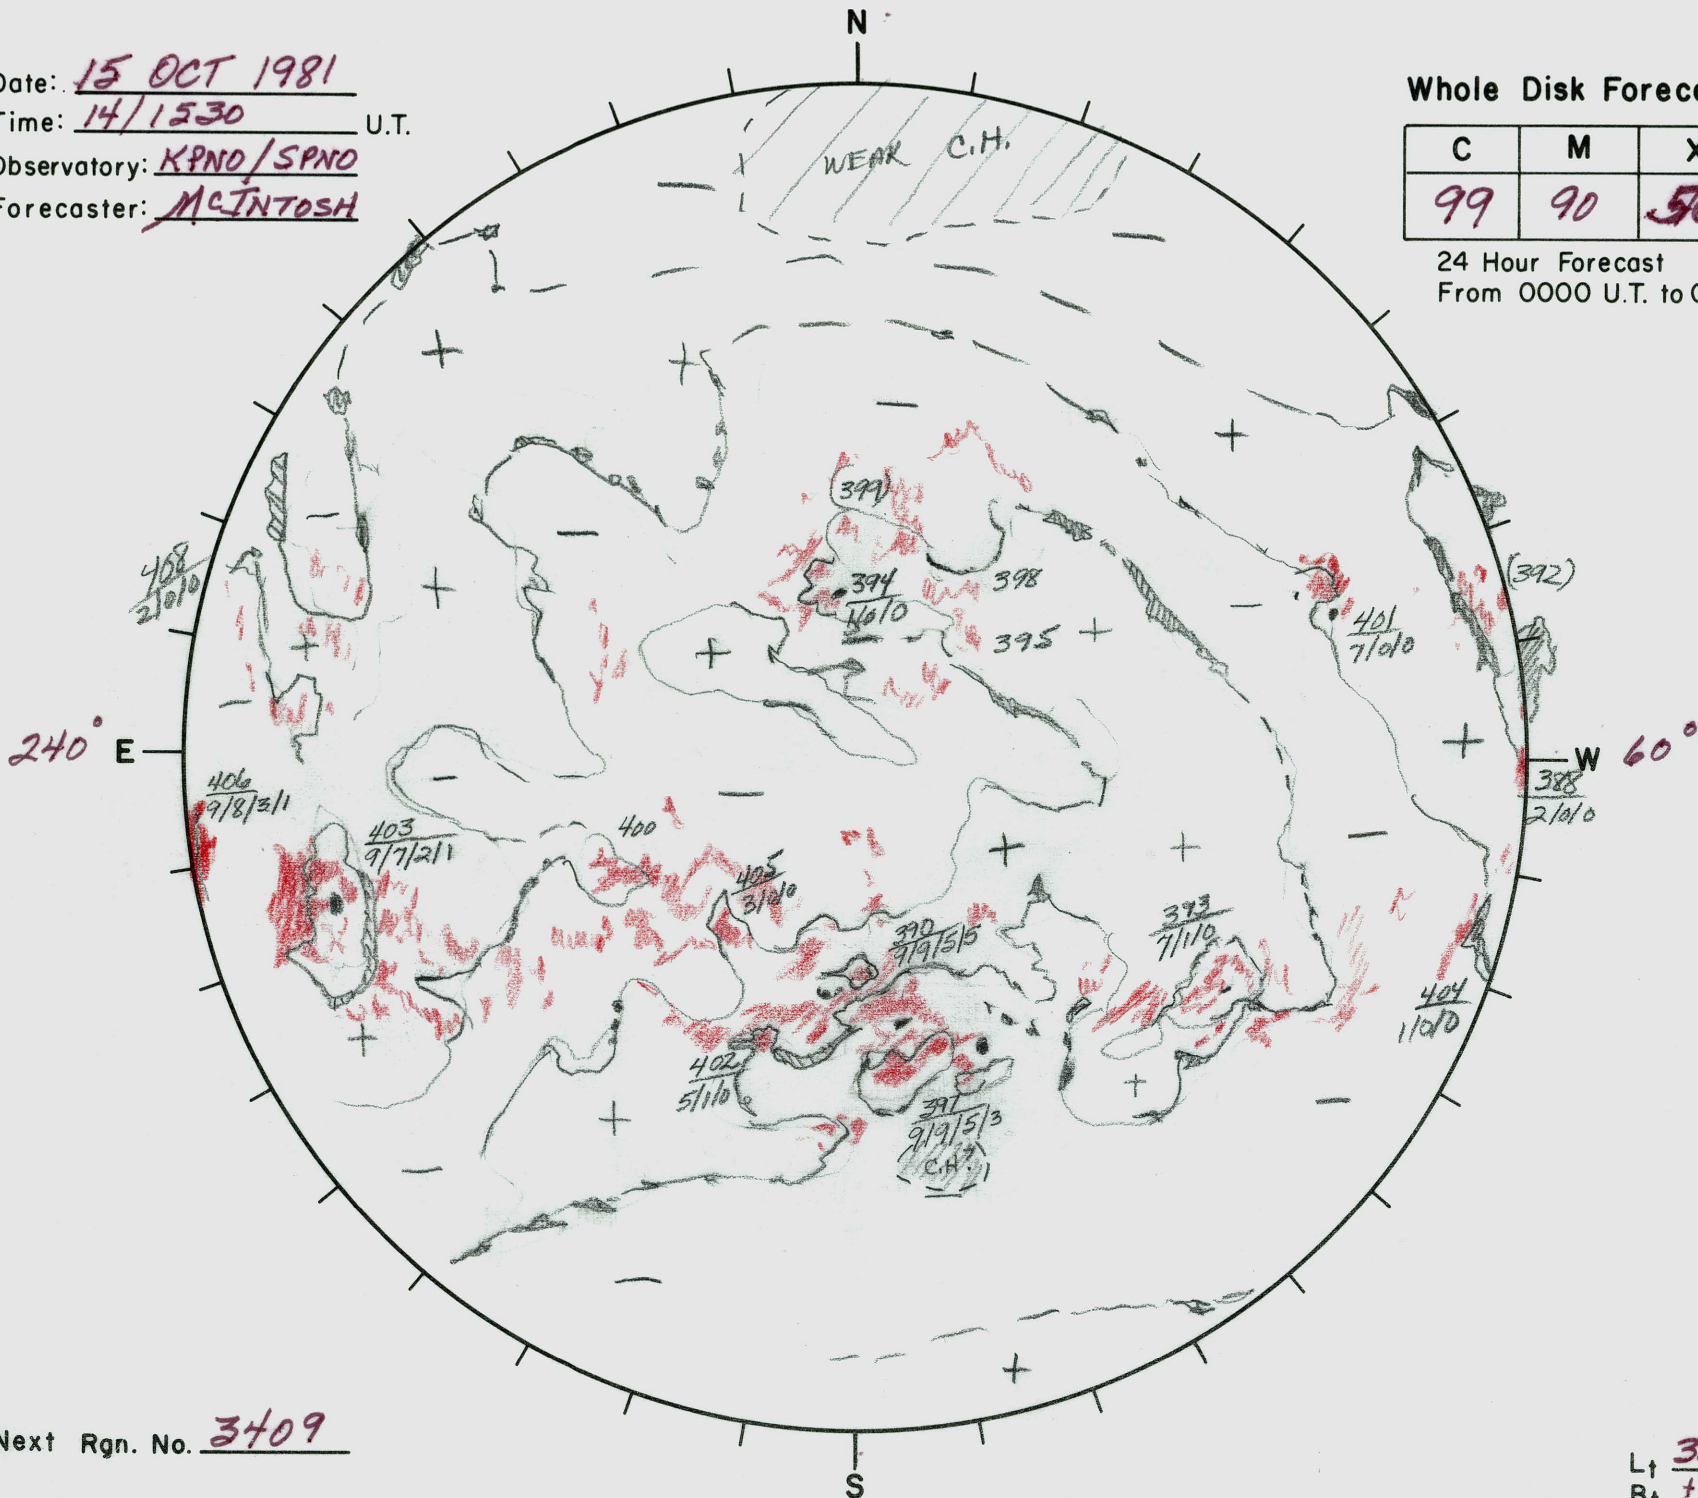 N
Date: 15 OCT 1981
Time: 14/1530 U.T.
Observatory: KPNO/SPNO
Forecaster: McINTOSH
Whole Disk Foreca
C M X
99 90
24 Hour Forecast
From 0000 U.T. to
WEAK C.H.
(399)
408
2/0/0
394
398
(392)
395
401
7/0/0
240° E
W 60°
388
2/0/0
406
9/8/3/1
403
9/7/2/1
400
405
3/0/0
390
9/9/5/5
393
7/1/0
404
1/0/0
402
5/1/0
397
9/9/5/3
C.H?
Next Rgn. No. 3409
S
Lt 3
Bt +